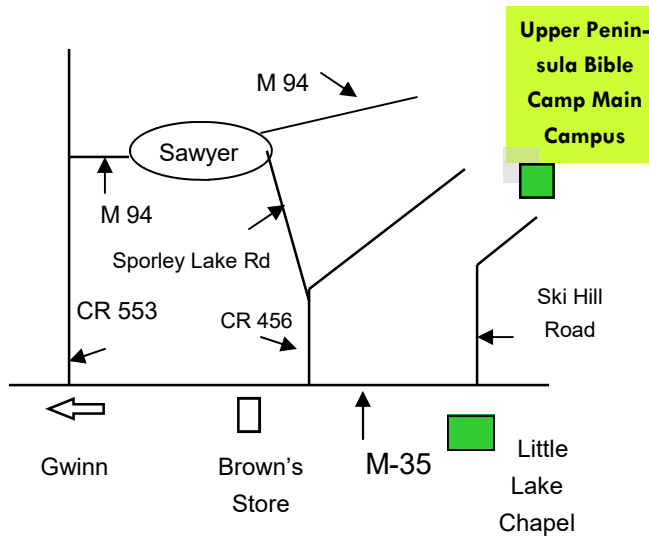 Upper Penin-
sula Bible
Camp Main
Campus
M 94
Sawyer
M 94
Sporley Lake Rd
CR 553
CR 456
Ski Hill
Road
Gwinn
Brown's
Store
M-35
Little
Lake
Chapel